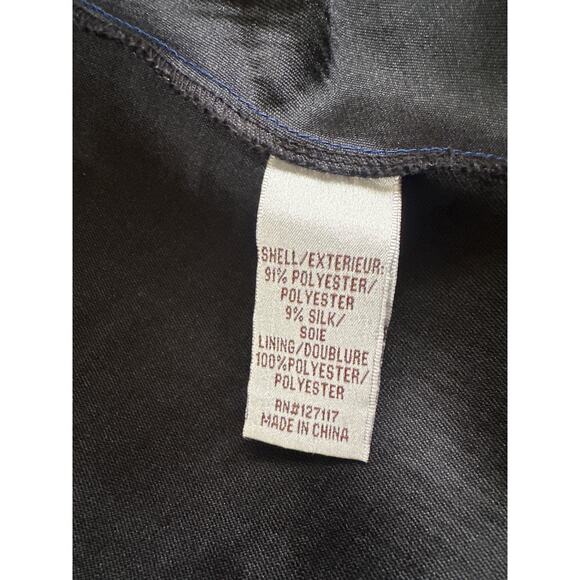 SHELL/EXTERIEUR:
91% POLYESTER/
POLYESTER
9% SILK/
SOIE
LINING/DOUBLURE
100%POLYESTER/
POLYESTER
RN#127117
MADE IN CHINA